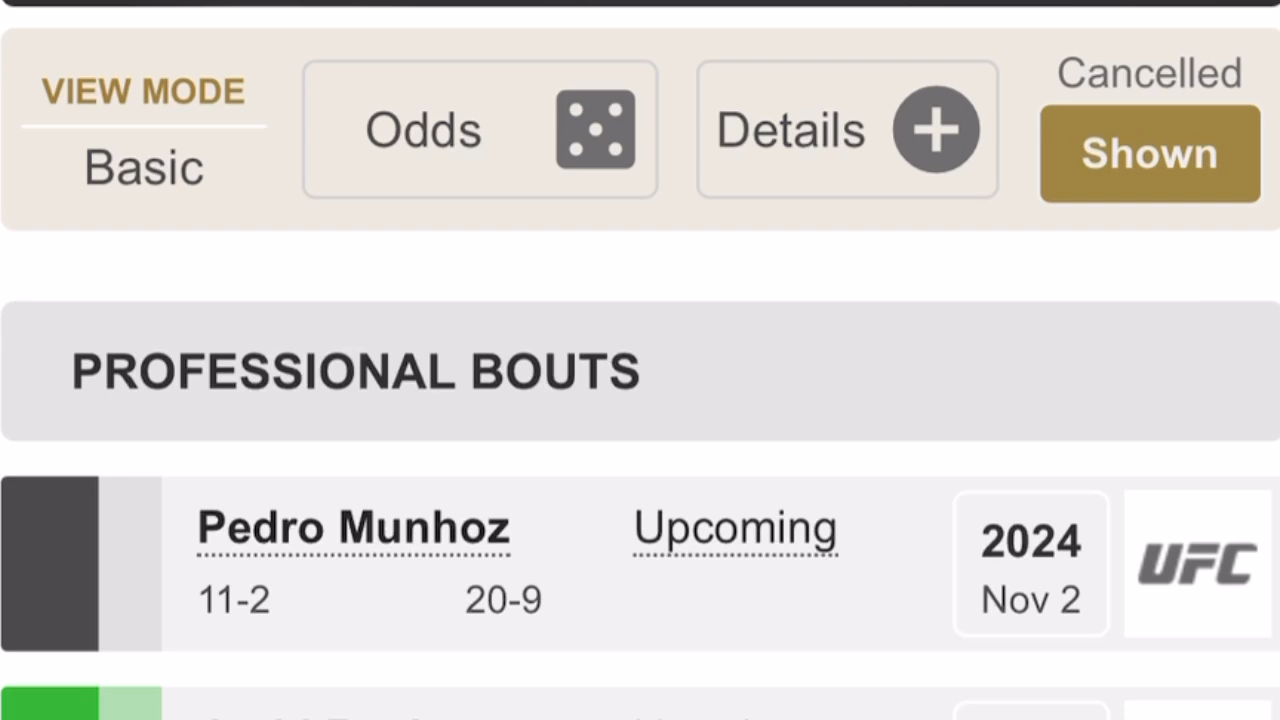 VIEW MODE
Basic
Odds
Details
Cancelled
Shown
PROFESSIONAL BOUTS
Pedro Munhoz Upcoming
11-2 20-9
2024
Nov 2
UFC